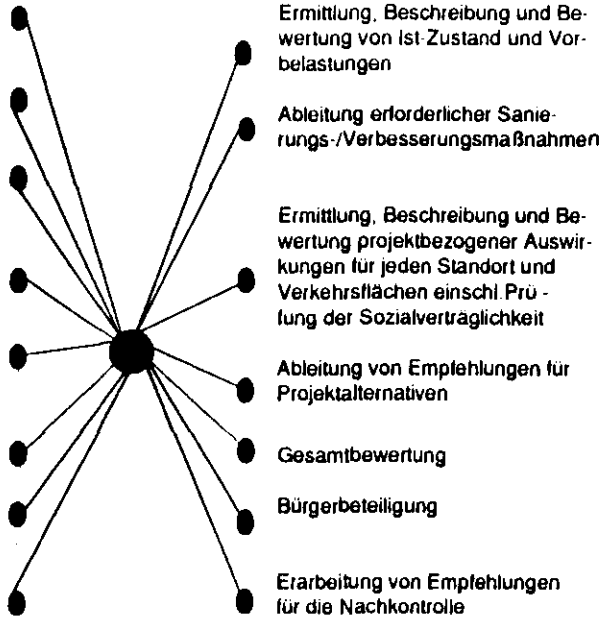 Ermittlung, Beschreibung und Be-
wertung von Ist-Zustand und Vor-
belastungen
Ableitung erforderlicher Sanie-
rungs-/Verbesserungsmaßnahmen
Ermittlung, Beschreibung und Be-
wertung projektbezogener Auswir-
kungen für jeden Standort und
Verkehrsflächen einschl. Prü -
fung der Sozialverträglichkeit
Ableitung von Empfehlungen für
Projektalternativen
Gesamtbewertung
Bürgerbeteiligung
Erarbeitung von Empfehlungen
für die Nachkontrolle